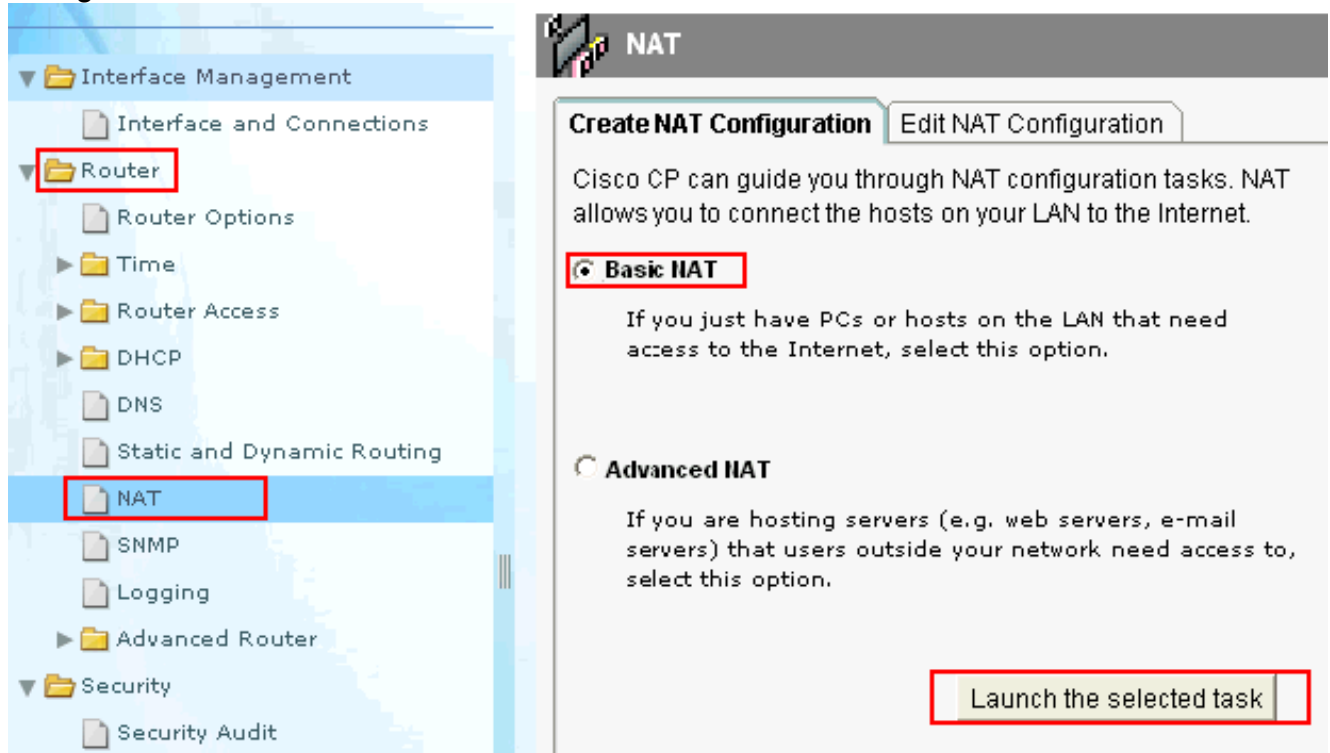 Interface Management
Interface and Connections
Router
Router Options
Time
Router Access
DHCP
DNS
Static and Dynamic Routing
NAT
SNMP
Logging
Advanced Router
Security
Security Audit
NAT
Create NAT Configuration
Edit NAT Configuration
Cisco CP can guide you through NAT configuration tasks. NAT
allows you to connect the hosts on your LAN to the Internet.
Basic NAT
If you just have PCs or hosts on the LAN that need
access to the Internet, select this option.
Advanced NAT
If you are hosting servers (e.g. web servers, e-mail
servers) that users outside your network need access to,
select this option.
Launch the selected task